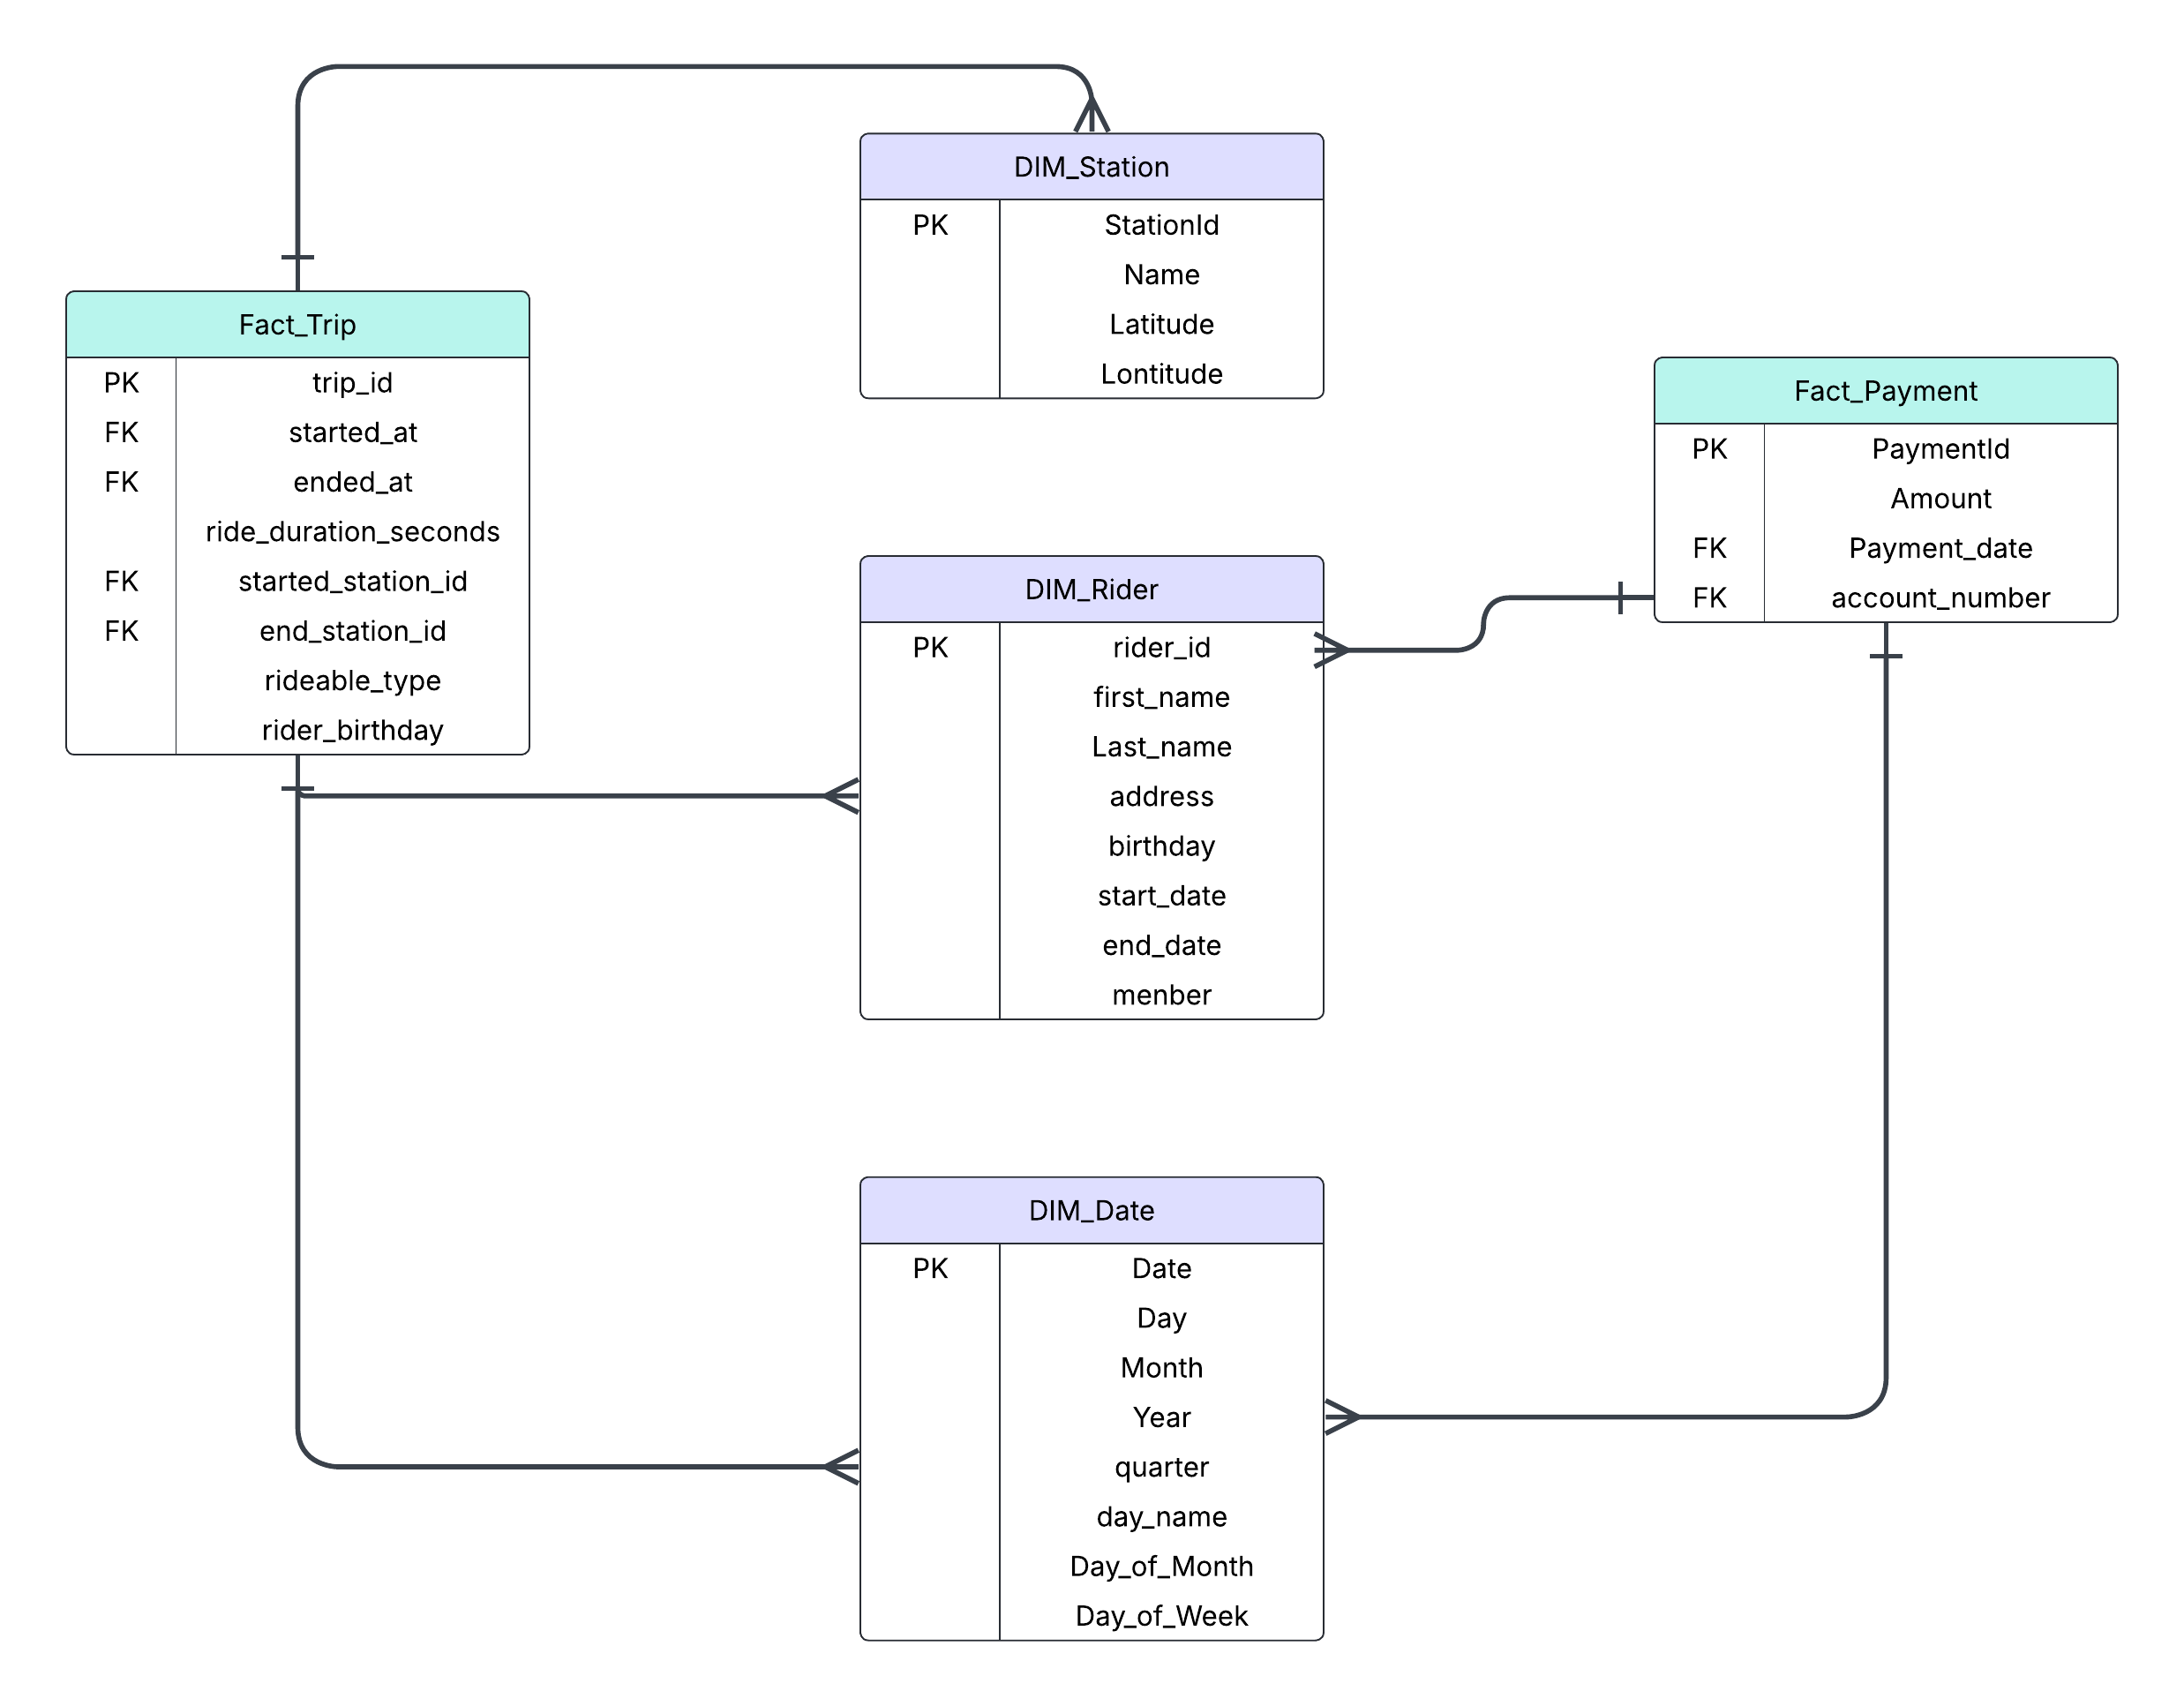 DIM_Station
PK StationId
Name
Latitude
Lontitude
Fact_Trip
PK trip_id
FK started_at
FK ended_at
ride_duration_seconds
FK started_station_id
FK end_station_id
rideable_type
rider_birthday
Fact_Payment
PK PaymentId
Amount
FK Payment_date
FK account_number
DIM_Rider
PK rider_id
first_name
Last_name
address
birthday
start_date
end_date
menber
DIM_Date
PK Date
Day
Month
Year
quarter
day_name
Day_of_Month
Day_of_Week